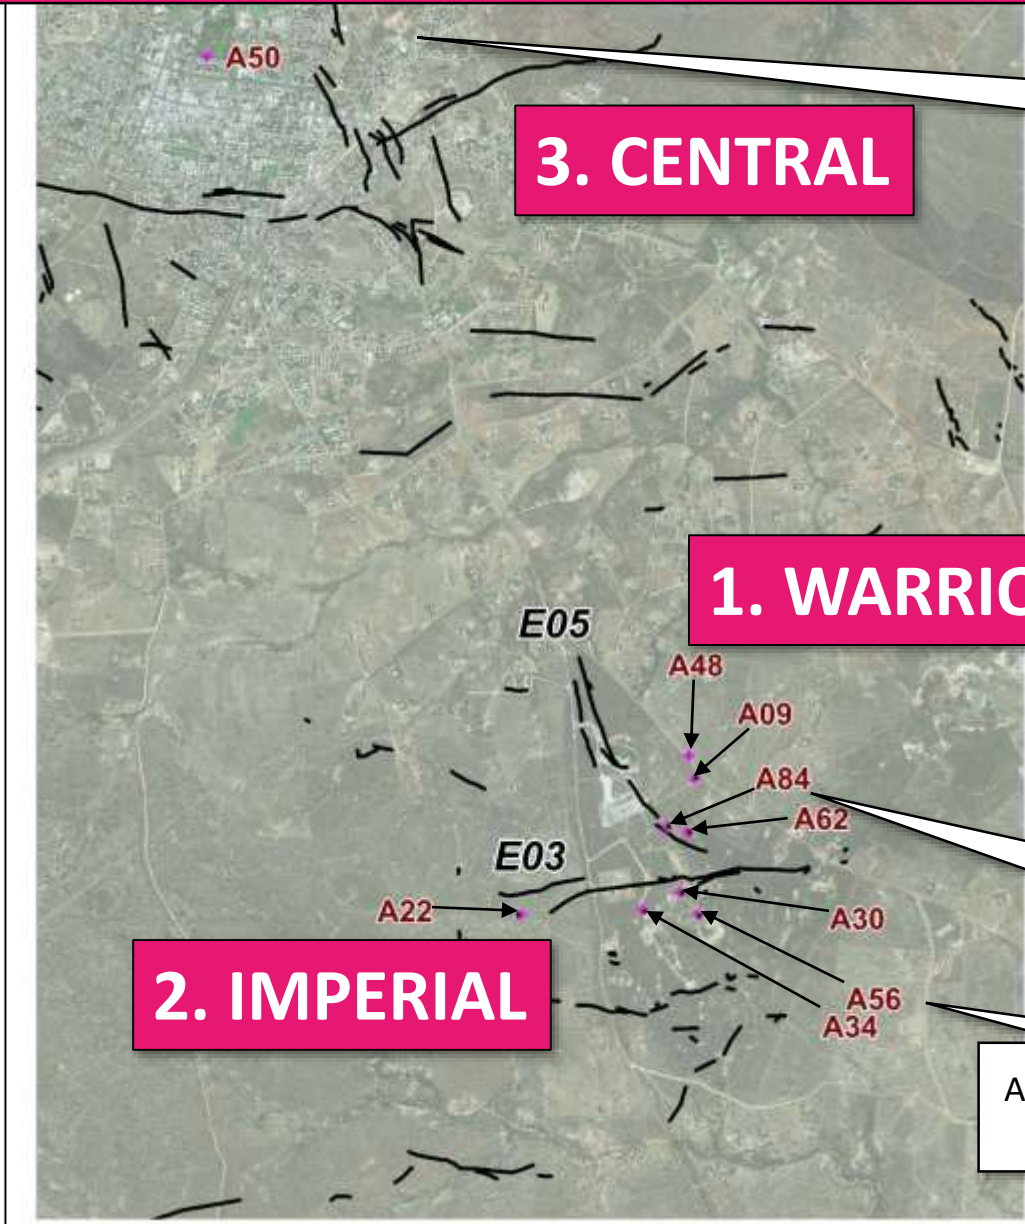 A50
3. CENTRAL
1. WARRIO
E05
A48
A09
A84
A62
E03
A22
A30
2. IMPERIAL
A56
A34
A